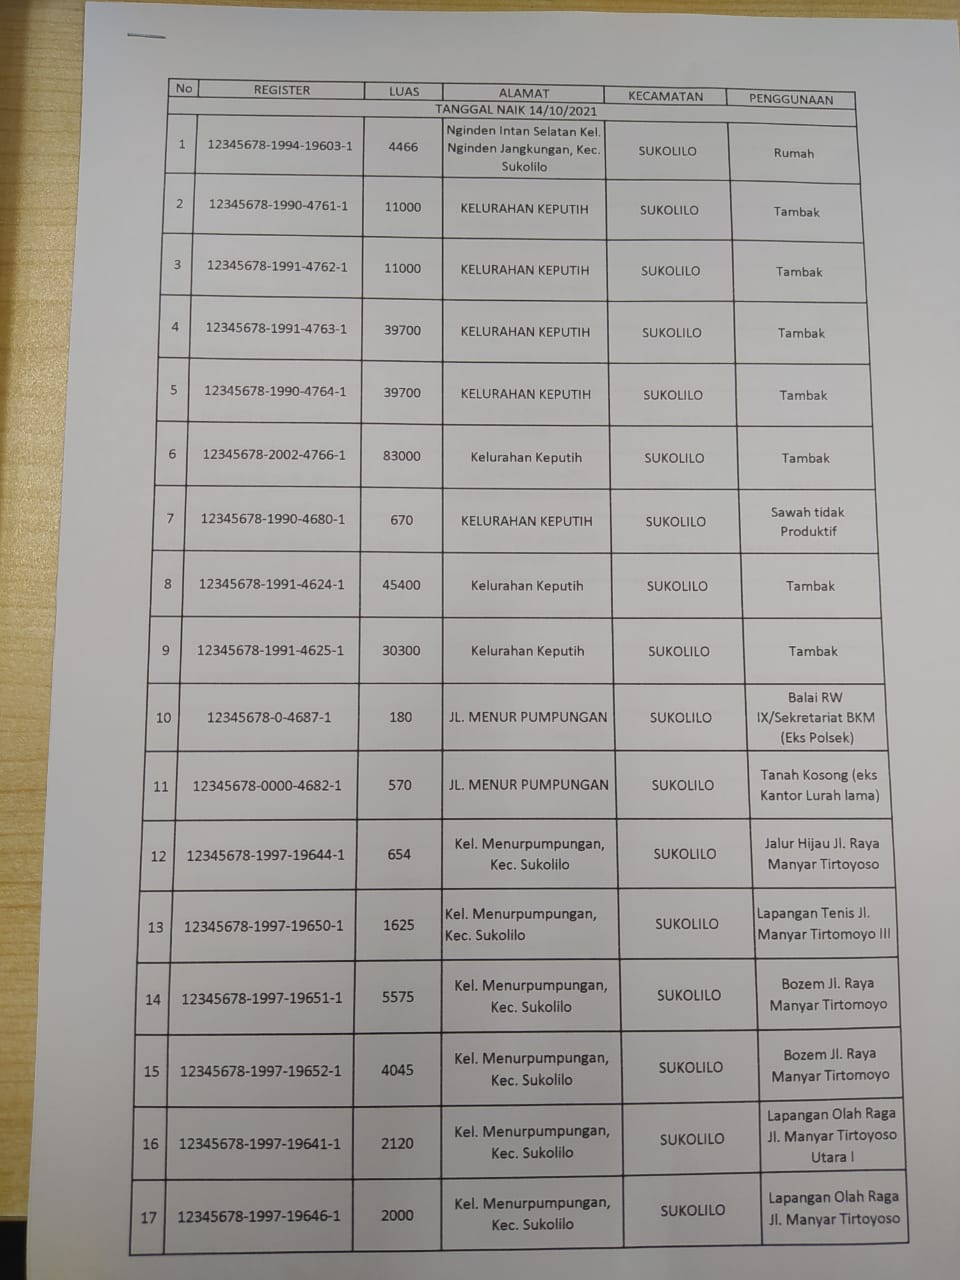 No REGISTER LUAS ALAMAT KECAMATAN PENGGUNAAN
TANGGAL NAIK 14/10/2021
1 12345678-1994-19603-1 4466 Nginden Intan Selatan Kel. Nginden Jangkungan, Kec. Sukolilo SUKOLILO Rumah
2 12345678-1990-4761-1 11000 KELURAHAN KEPUTIH SUKOLILO Tambak
3 12345678-1991-4762-1 11000 KELURAHAN KEPUTIH SUKOLILO Tambak
4 12345678-1991-4763-1 39700 KELURAHAN KEPUTIH SUKOLILO Tambak
5 12345678-1990-4764-1 39700 KELURAHAN KEPUTIH SUKOLILO Tambak
6 12345678-2002-4766-1 83000 Kelurahan Keputih SUKOLILO Tambak
7 12345678-1990-4680-1 670 KELURAHAN KEPUTIH SUKOLILO Sawah tidak Produktif
8 12345678-1991-4624-1 45400 Kelurahan Keputih SUKOLILO Tambak
9 12345678-1991-4625-1 30300 Kelurahan Keputih SUKOLILO Tambak
10 12345678-0-4687-1 180 JL. MENUR PUMPUNGAN SUKOLILO Balai RW IX/Sekretariat BKM (Eks Polsek)
11 12345678-0000-4682-1 570 JL. MENUR PUMPUNGAN SUKOLILO Tanah Kosong (eks Kantor Lurah lama)
12 12345678-1997-19644-1 654 Kel. Menurpumpungan, Kec. Sukolilo SUKOLILO Jalur Hijau Jl. Raya Manyar Tirtoyoso
13 12345678-1997-19650-1 1625 Kel. Menurpumpungan, Kec. Sukolilo SUKOLILO Lapangan Tenis Jl. Manyar Tirtomoyo III
14 12345678-1997-19651-1 5575 Kel. Menurpumpungan, Kec. Sukolilo SUKOLILO Bozem Jl. Raya Manyar Tirtomoyo
15 12345678-1997-19652-1 4045 Kel. Menurpumpungan, Kec. Sukolilo SUKOLILO Bozem Jl. Raya Manyar Tirtomoyo
16 12345678-1997-19641-1 2120 Kel. Menurpumpungan, Kec. Sukolilo SUKOLILO Lapangan Olah Raga Jl. Manyar Tirtoyoso Utara I
17 12345678-1997-19646-1 2000 Kel. Menurpumpungan, Kec. Sukolilo SUKOLILO Lapangan Olah Raga Jl. Manyar Tirtoyoso